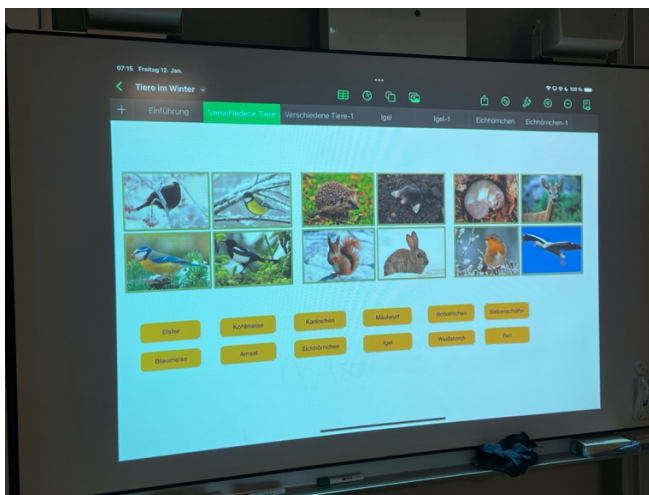 07:15 Freitag 12. Jan.
100 %
Tiere im Winter
Einführung Verschiedene Tiere Verschiedene Tiere-1 Igel Igel-1 Eichhörnchen Eichhörnchen-1
Elster Kohlmeise Kaninchen Maulwurf Rotkehlchen Siebenschläfer
Blaumeise Amsel Eichhörnchen Igel Weißstorch Reh